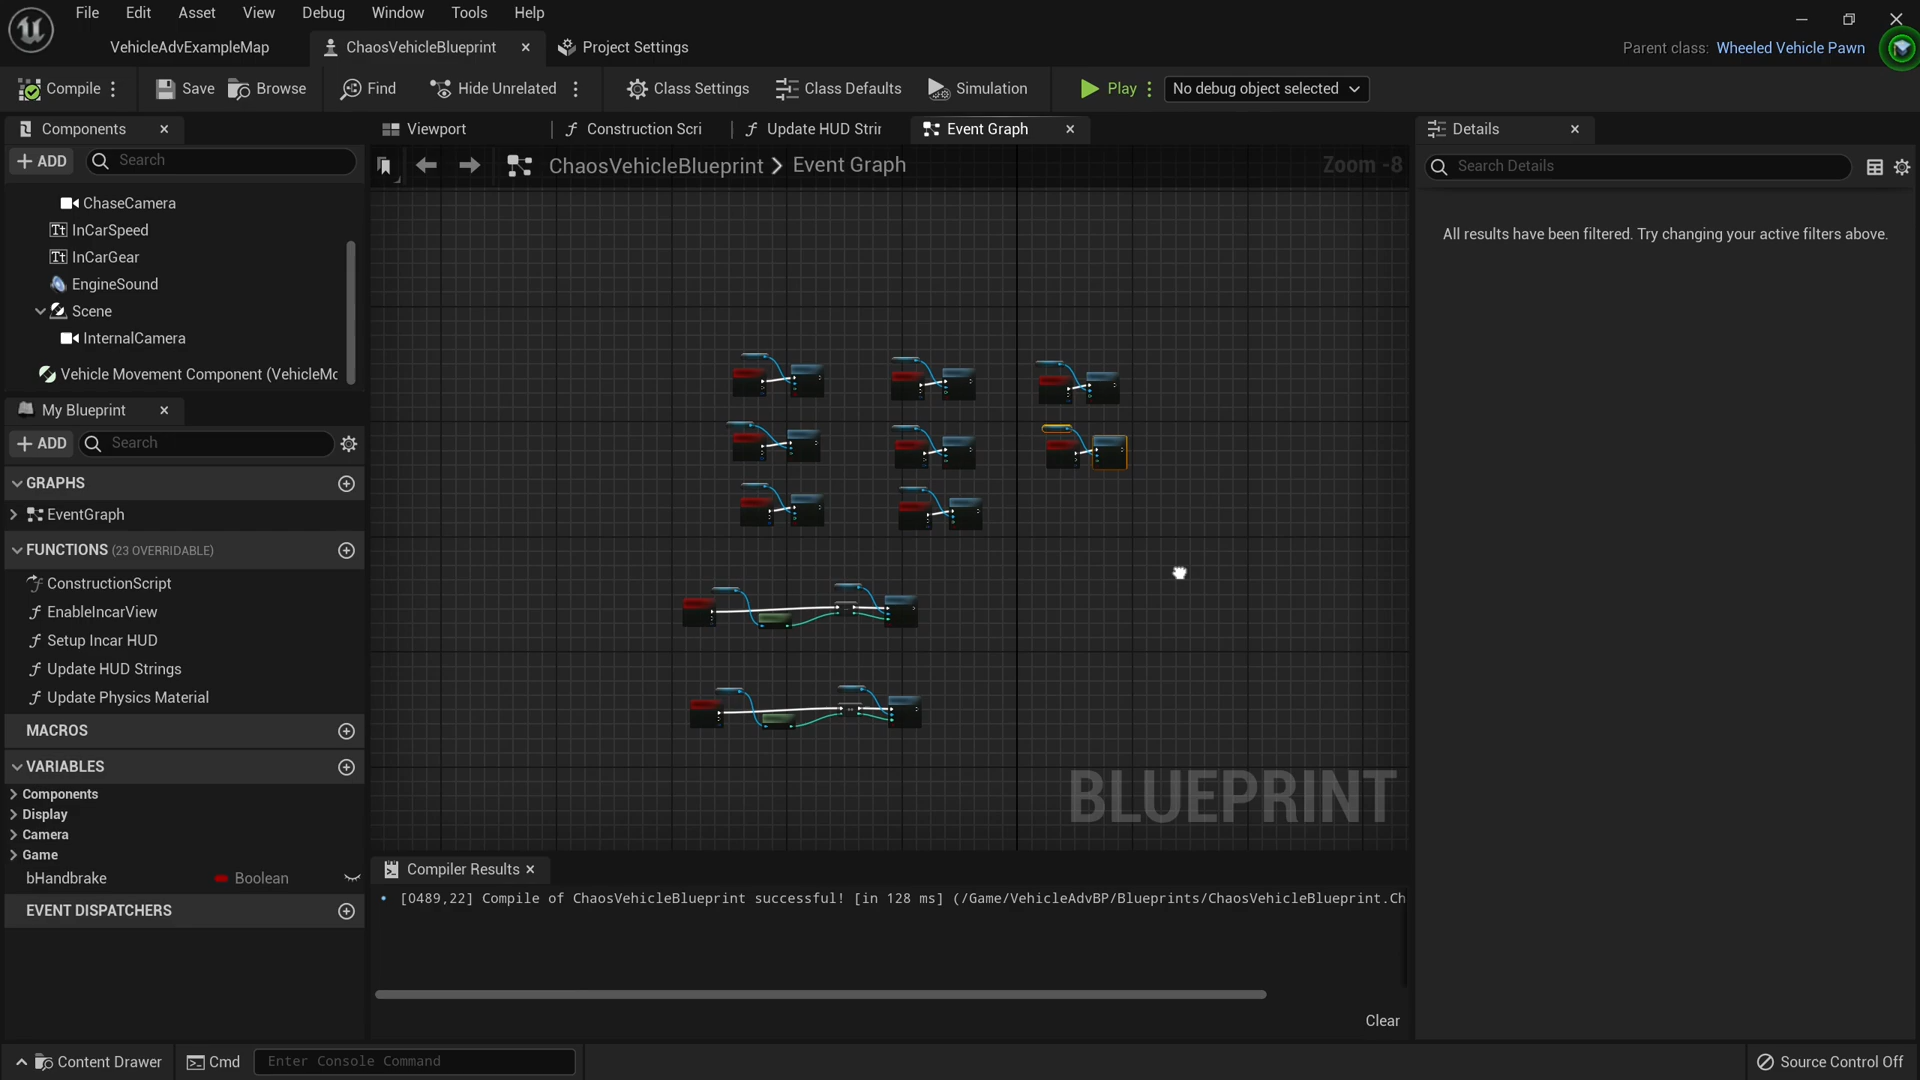 File Edit Asset View Debug Window Tools Help
VehicleAdvExampleMap ChaosVehicleBlueprint Project Settings
Parent class: Wheeled Vehicle Pawn
Compile Save Browse Find Hide Unrelated Class Settings Class Defaults Simulation Play No debug object selected
Components
ADD Search
ChaseCamera
InCarSpeed
InCarGear
EngineSound
Scene
InternalCamera
Vehicle Movement Component (VehicleMc
My Blueprint
ADD Search
GRAPHS
EventGraph
FUNCTIONS (23 OVERRIDABLE)
ConstructionScript
EnableIncarView
Setup Incar HUD
Update HUD Strings
Update Physics Material
MACROS
VARIABLES
Components
Display
Camera
Game
bHandbrake Boolean
EVENT DISPATCHERS
Viewport Construction Scri Update HUD Strir Event Graph
ChaosVehicleBlueprint > Event Graph
Zoom -8
BLUEPRINT
Compiler Results
[0489,22] Compile of ChaosVehicleBlueprint successful! [in 128 ms] (/Game/VehicleAdvBP/Blueprints/ChaosVehicleBlueprint.Ch
Clear
Details
Search Details
All results have been filtered. Try changing your active filters above.
Content Drawer Cmd Enter Console Command
Source Control Off